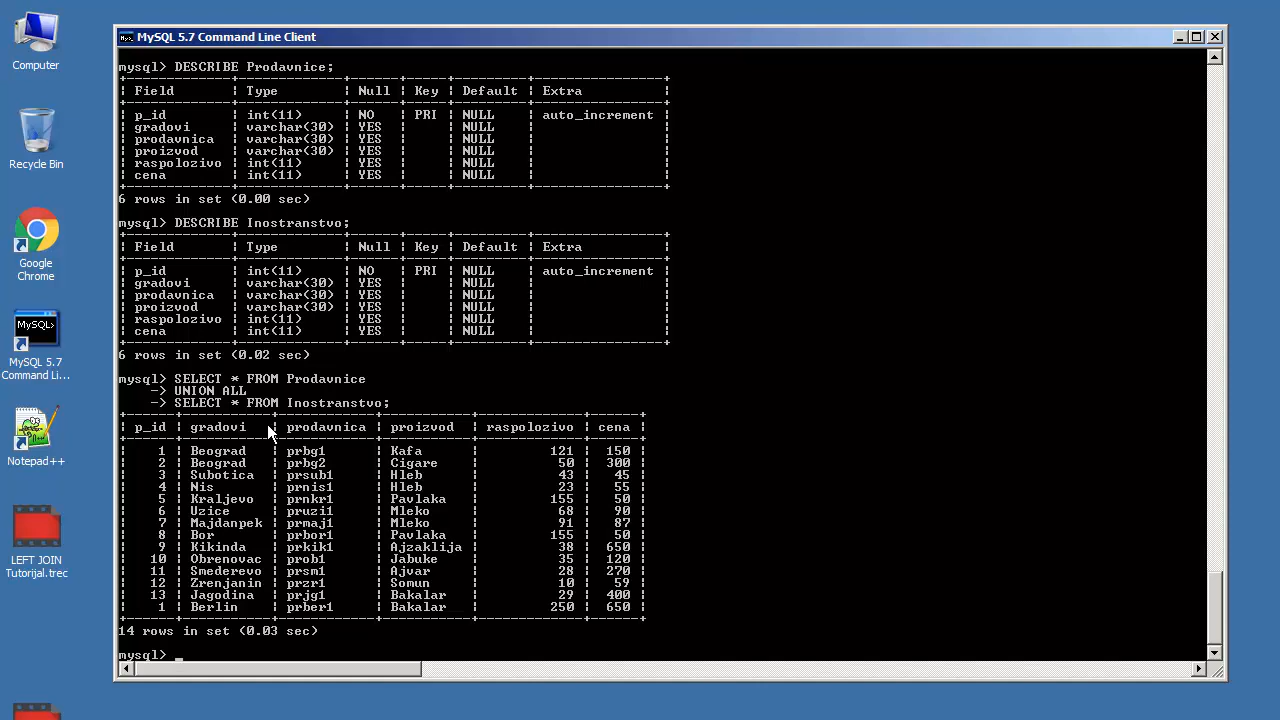 Computer
Recycle Bin
Google
Chrome
MySQL>
MySQL 5.7
Command Li...
Notepad++
LEFT JOIN
Tutorijal.trec
MySQL 5.7 Command Line Client
mysql> DESCRIBE Prodavnice;
Field Type Null Key Default Extra
p_id int(11) NO PRI NULL auto_increment
gradovi varchar(30) YES NULL
prodavnica varchar(30) YES NULL
proizvod varchar(30) YES NULL
raspolozivo int(11) YES NULL
cena int(11) YES NULL
6 rows in set (0.00 sec)
mysql> DESCRIBE Inostranstvo;
Field Type Null Key Default Extra
p_id int(11) NO PRI NULL auto_increment
gradovi varchar(30) YES NULL
prodavnica varchar(30) YES NULL
proizvod varchar(30) YES NULL
raspolozivo int(11) YES NULL
cena int(11) YES NULL
6 rows in set (0.02 sec)
mysql> SELECT * FROM Prodavnice
-> UNION ALL
-> SELECT * FROM Inostranstvo;
p_id gradovi prodavnica proizvod raspolozivo cena
1 Beograd prbg1 Kafa 121 150
2 Beograd prbg2 Cigare 50 300
3 Subotica prsub1 Hleb 43 45
4 Nis prnis1 Hleb 23 55
5 Kraljevo prnkr1 Pavlaka 155 50
6 Uzice pruzi1 Mleko 68 90
7 Majdanpek prmaj1 Mleko 91 87
8 Bor prbor1 Pavlaka 155 50
9 Kikinda prkik1 Ajzaklija 38 650
10 Obrenovac prob1 Jabuke 35 120
11 Smederevo prsm1 Ajvar 28 270
12 Zrenjanin przr1 Somun 10 59
13 Jagodina prjg1 Bakalar 29 400
1 Berlin prber1 Bakalar 250 650
14 rows in set (0.03 sec)
mysql>